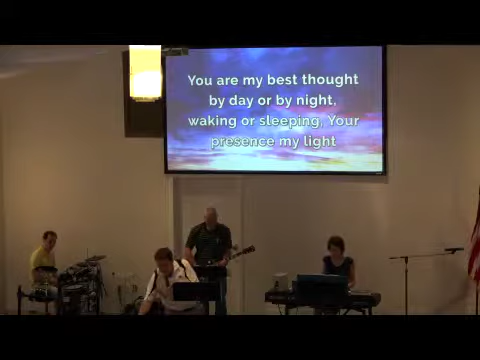 You are my best thought
by day or by night,
waking or sleeping, Your
presence my light